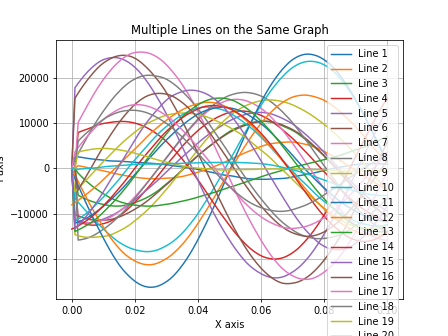 Multiple Lines on the Same Graph
20000
10000
0
-10000
-20000
0.00
0.02
0.04
0.06
X axis
Line 1
Line 2
Line 3
Line 4
Line 5
Line 6
Line 7
Line 8
Line 9
Line 10
Line 11
Line 12
Line 13
Line 14
Line 15
Line 16
Line 17
Line 18
Line 19
Line 20